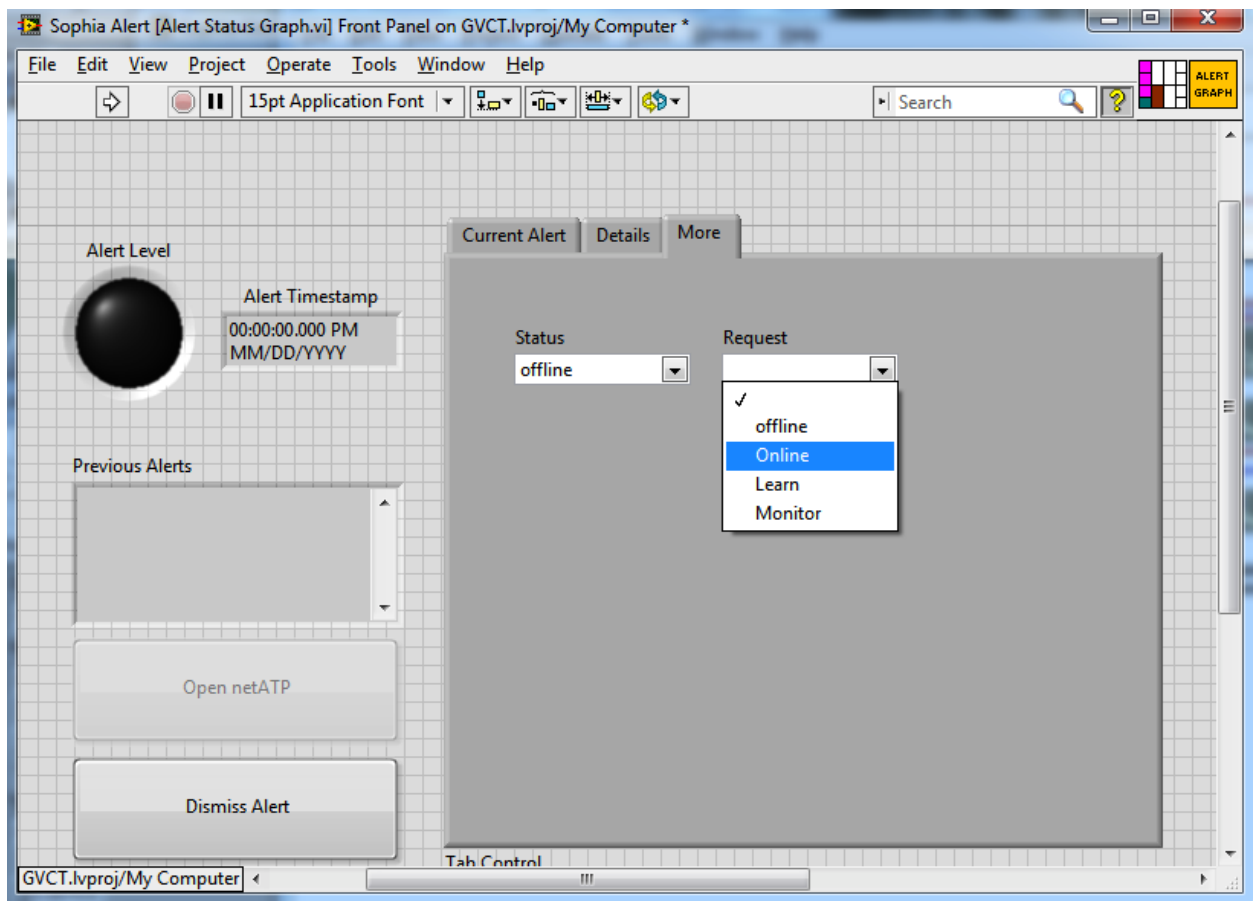 Sophia Alert [Alert Status Graph.vi] Front Panel on GVCT.lvproj/My Computer *
File Edit View Project Operate Tools Window Help
15pt Application Font
Search
ALERT
GRAPH
Current Alert Details More
Alert Level
Alert Timestamp
00:00:00.000 PM
MM/DD/YYYY
Status
offline
Request
✓
offline
Online
Learn
Monitor
Previous Alerts
Open netATP
Dismiss Alert
Tab Control
GVCT.lvproj/My Computer